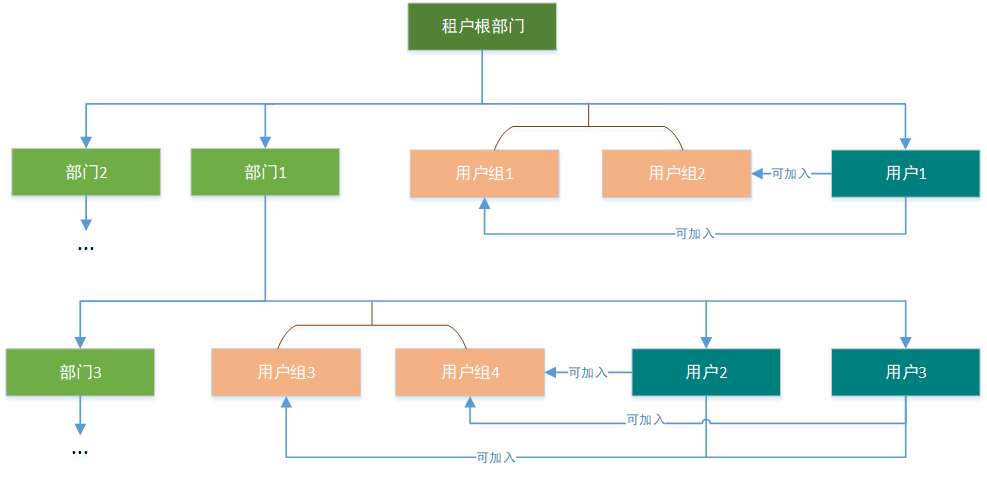 租户根部门
部门2
部门1
用户组1
用户组2
可加入
用户1
...
可加入
部门3
用户组3
用户组4
可加入
用户2
用户3
可加入
...
可加入